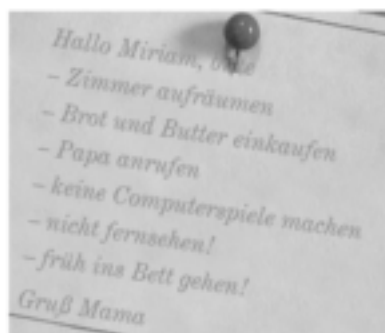 Hallo Miriam, bitte
– Zimmer aufräumen
– Brot und Butter einkaufen
– Papa anrufen
– keine Computerspiele machen
– nicht fernsehen!
– früh ins Bett gehen!
Gruß Mama